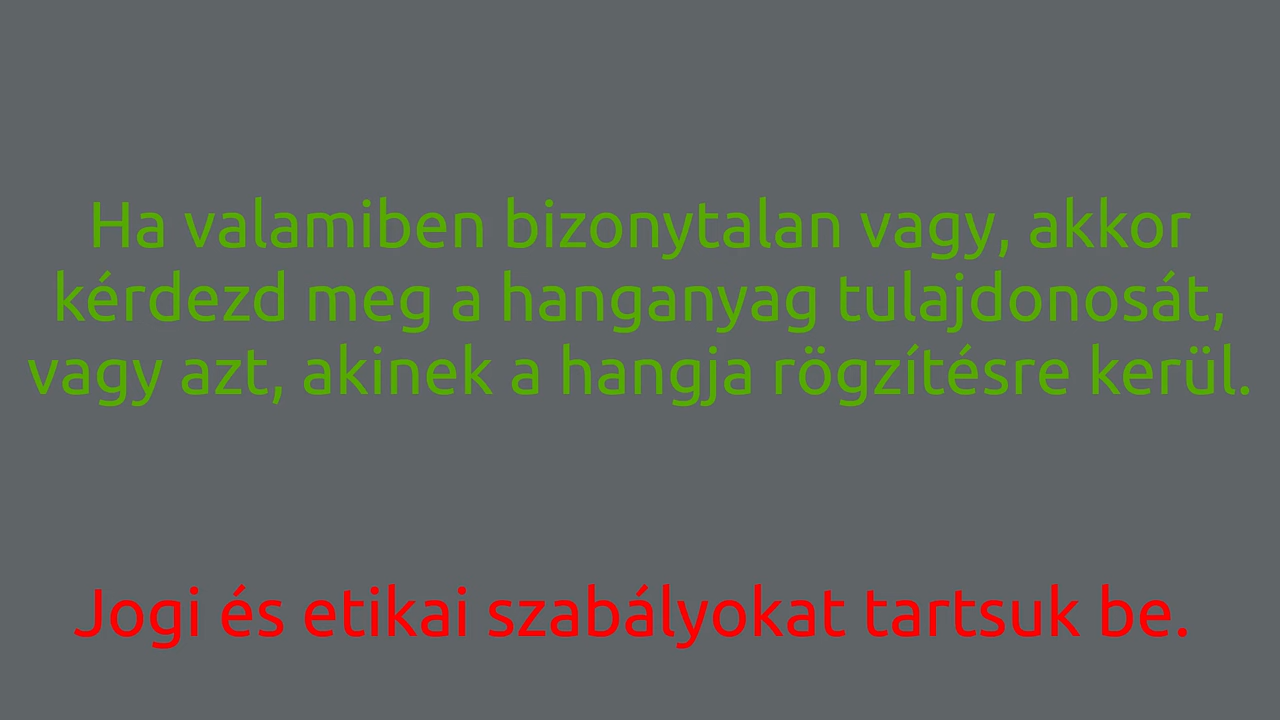 Ha valamiben bizonytalan vagy, akkor
kérdezd meg a hanganyag tulajdonosát,
vagy azt, akinek a hangja rögzítésre kerül.
Jogi és etikai szabályokat tartsuk be.